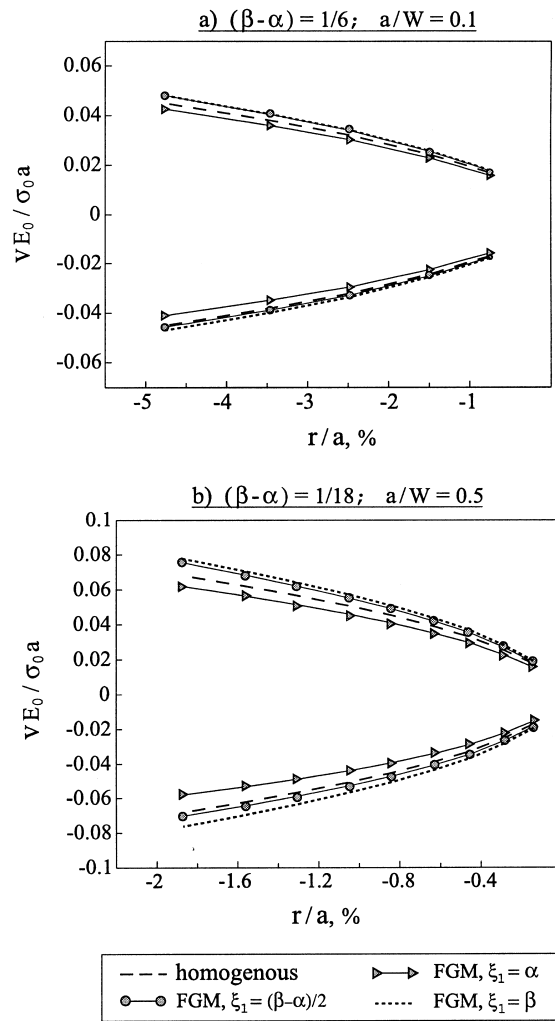 a) (β-α) = 1/6; a/W = 0.1
0.06
0.04
0.02
0
-0.02
-0.04
-0.06
VE₀ / σ₀a
-5
-4
-3
-2
-1
r/a, %
b) (β-α) = 1/18; a/W = 0.5
0.1
0.08
0.06
0.04
0.02
0
-0.02
-0.04
-0.06
-0.08
-0.1
VE₀ / σ₀a
-2
-1.6
-1.2
-0.8
-0.4
r/a, %
homogenous
FGM, ξ₁ = α
FGM, ξ₁ = (β-α)/2
FGM, ξ₁ = β